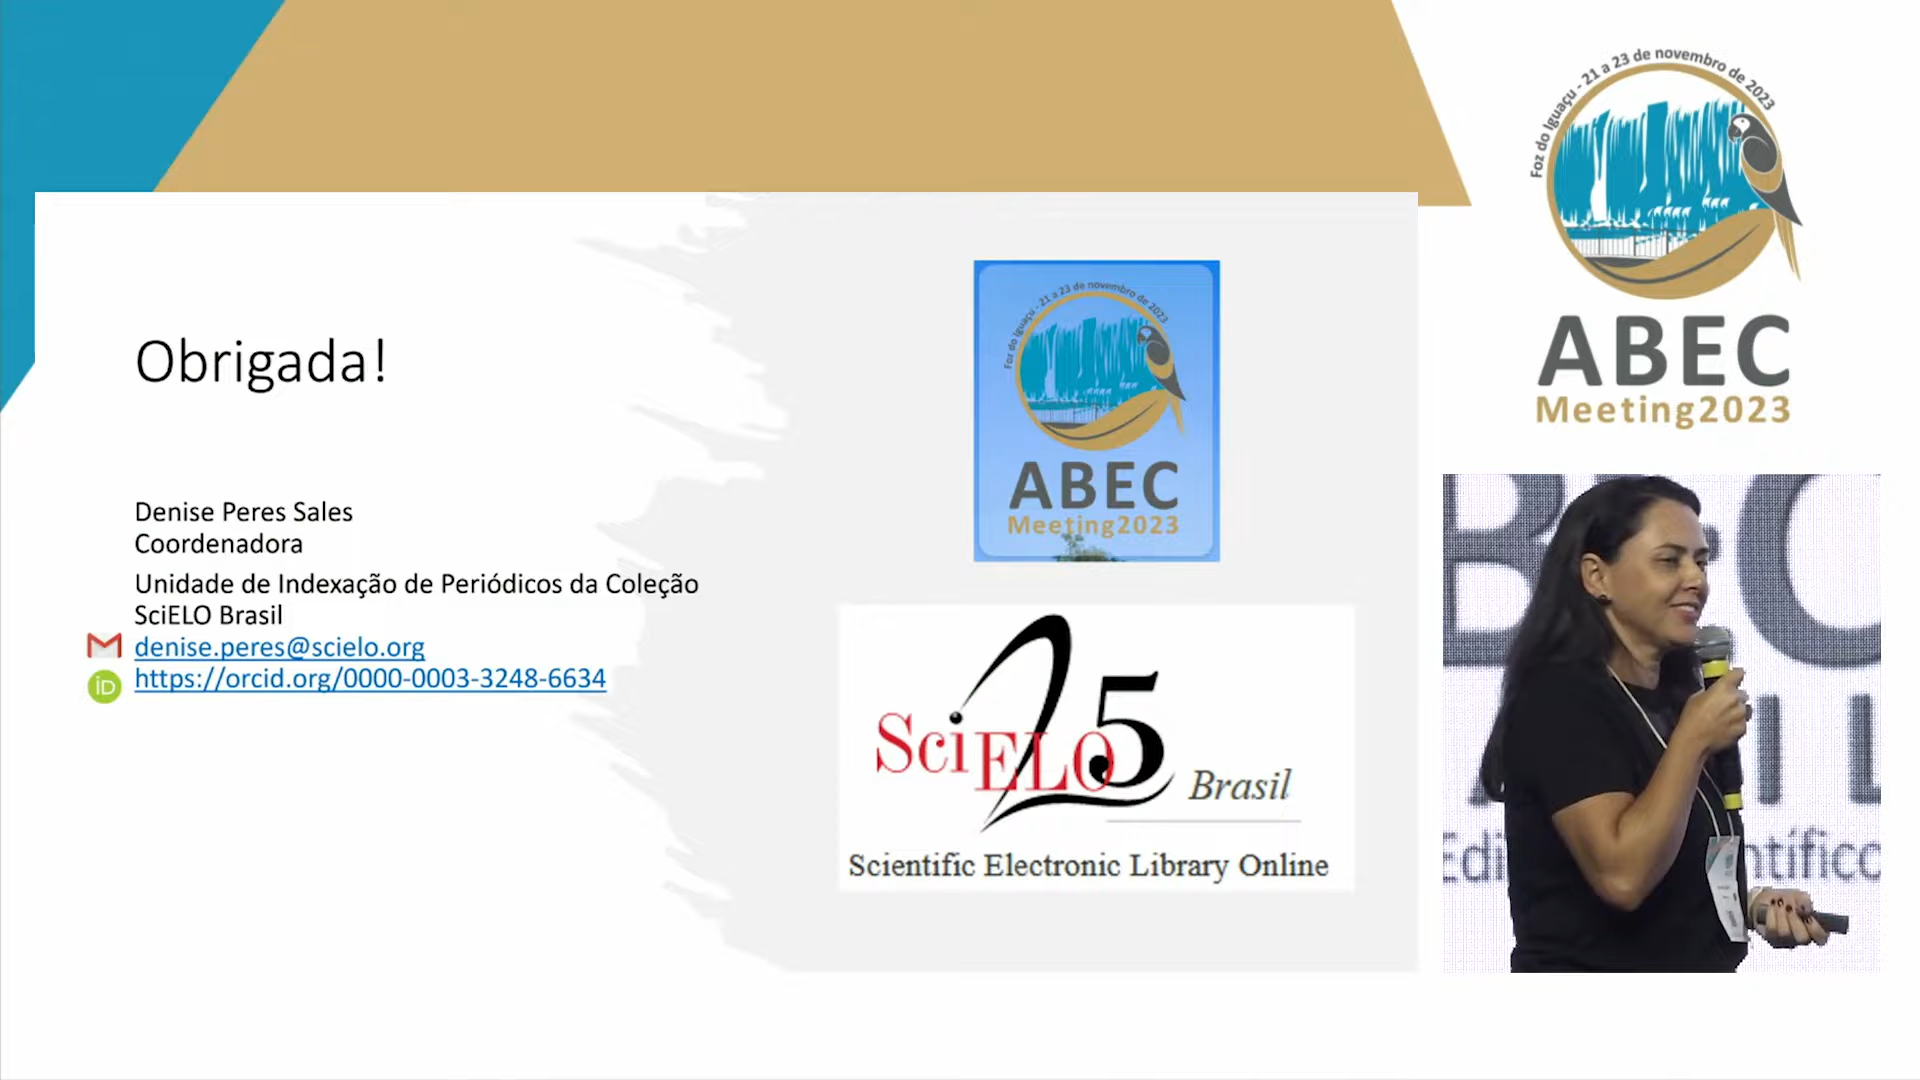 Obrigada!
Denise Peres Sales
Coordenadora
Unidade de Indexação de Periódicos da Coleção
SciELO Brasil
denise.peres@scielo.org
iD
https://orcid.org/0000-0003-3248-6634
Foz do Iguaçu - 21 a 23 de novembro de 2023
ABEC
Meeting2023
SciELO 25 Brasil
Scientific Electronic Library Online
Foz do Iguaçu - 21 a 23 de novembro de 2023
ABEC
Meeting2023